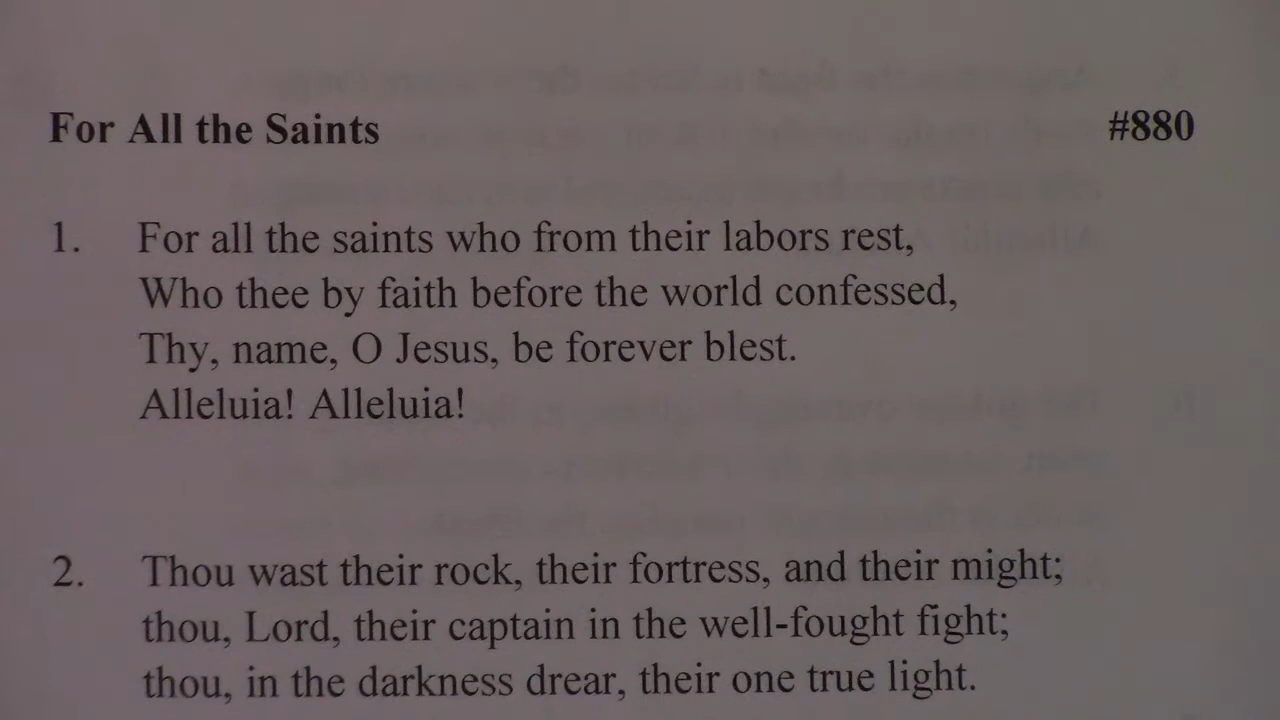 For All the Saints #880
1. For all the saints who from their labors rest,
Who thee by faith before the world confessed,
Thy, name, O Jesus, be forever blest.
Alleluia! Alleluia!
2. Thou wast their rock, their fortress, and their might;
thou, Lord, their captain in the well-fought fight;
thou, in the darkness drear, their one true light.